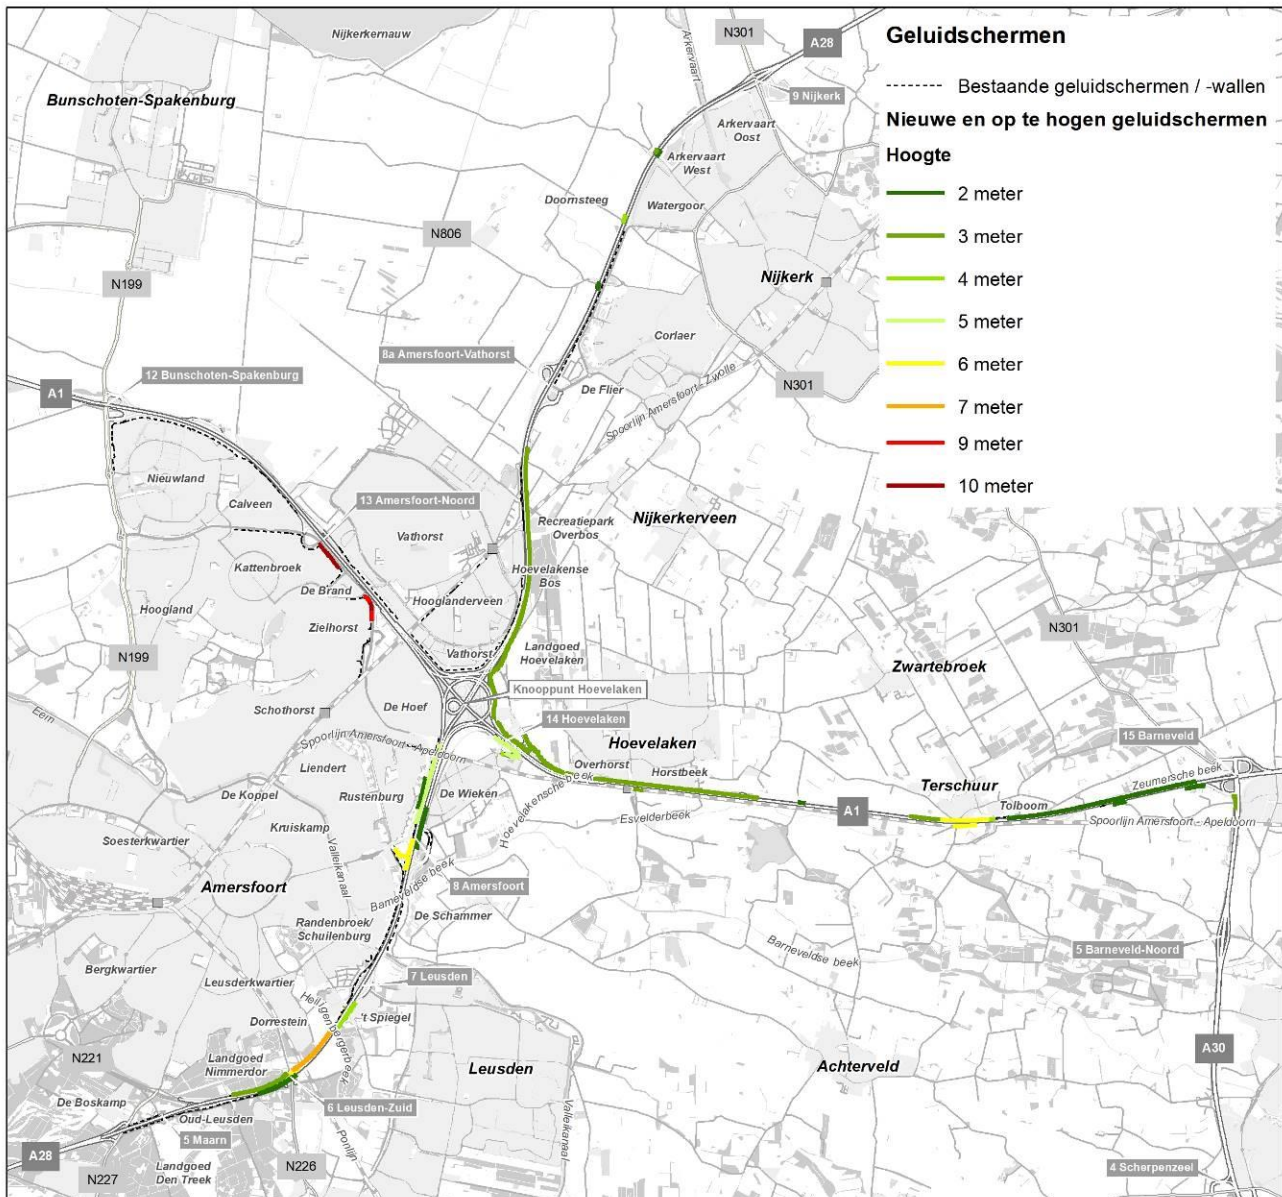 Nijkerkernauw
N301
A28
Arkervaart
Geluidschermen
Bestaande geluidschermen / -wallen
Nieuwe en op te hogen geluidschermen
Hoogte
2 meter
3 meter
4 meter
5 meter
6 meter
7 meter
9 meter
10 meter
Bunschoten-Spakenburg
9 Nijkerk
Arkervaart
Oost
Arkervaart
West
Doornsteeg
Watergoor
N806
N199
Nijkerk
Corlaer
8a Amersfoort-Vathorst
12 Bunschoten-Spakenburg
A1
De Flier
N301
Spoorlijn Amersfoort - Zwolle
Nieuwland
Calveen
13 Amersfoort-Noord
Vathorst
Recreatiepark
Overbos
Nijkerkerveen
Kattenbroek
Hoevelakense
Bos
De Brand
Hooglanderveen
Hoogland
Zielhorst
N301
N199
Vathorst
Landgoed
Hoevelaken
Zwartebroek
Knooppunt Hoevelaken
Eem
Schothorst
De Hoef
14 Hoevelaken
15 Barneveld
Spoorlijn Amersfoort - Apeldoorn
Hoevelaken
Liendert
Overhorst
Horstbeek
Terschuur
Zeumersche beek
De Koppel
Rustenburg
De Wieken
Hoevelakensche beek
A1
Tolboom
Esvelderbeek
Spoorlijn Amersfoort - Apeldoorn
Kruiskamp
Soesterkwartier
Valleikanaal
Amersfoort
Barneveldse beek
8 Amersfoort
De Schammer
Randenbroek/
Schuilenburg
Barneveldse beek
5 Barneveld-Noord
Bergkwartier
Leusderkwartier
7 Leusden
Heiligenbergerbeek
Dorrestein
't Spiegel
N221
Landgoed
Nimmerdor
Leusden
Achterveld
A30
De Boskamp
Oud-Leusden
6 Leusden-Zuid
5 Maarn
Valleikanaal
Ponlijn
A28
N227
Landgoed
Den Treek
N226
4 Scherpenzeel